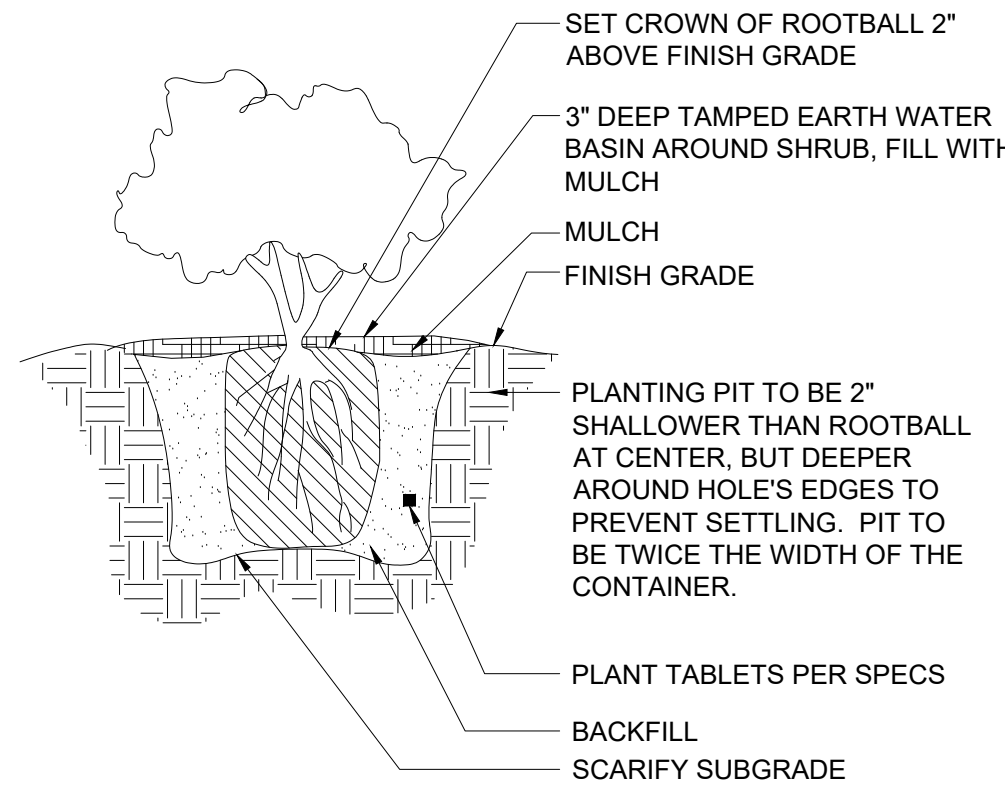 SET CROWN OF ROOTBALL 2"
ABOVE FINISH GRADE
3" DEEP TAMPED EARTH WATER
BASIN AROUND SHRUB, FILL WITH
MULCH
MULCH
FINISH GRADE
PLANTING PIT TO BE 2"
SHALLOWER THAN ROOTBALL
AT CENTER, BUT DEEPER
AROUND HOLE'S EDGES TO
PREVENT SETTLING. PIT TO
BE TWICE THE WIDTH OF THE
CONTAINER.
PLANT TABLETS PER SPECS
BACKFILL
SCARIFY SUBGRADE